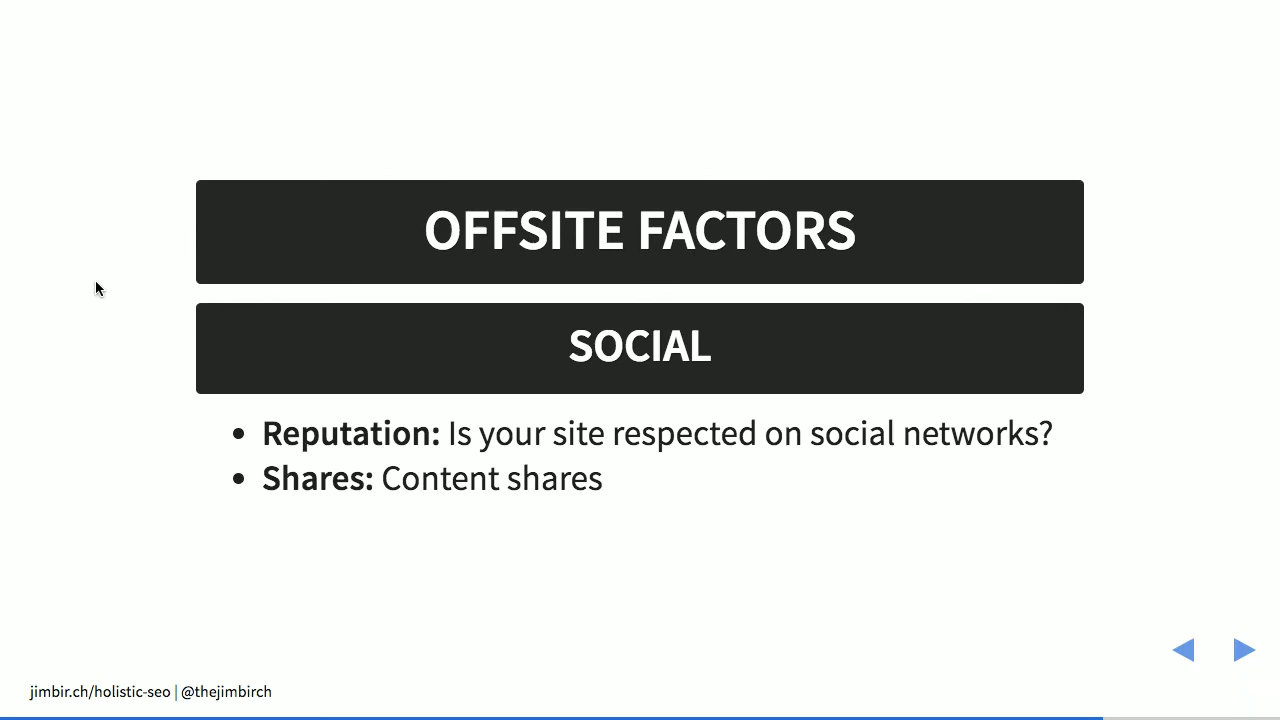 OFFSITE FACTORS
SOCIAL
• Reputation: Is your site respected on social networks?
• Shares: Content shares
jimbir.ch/holistic-seo | @thejimbirch